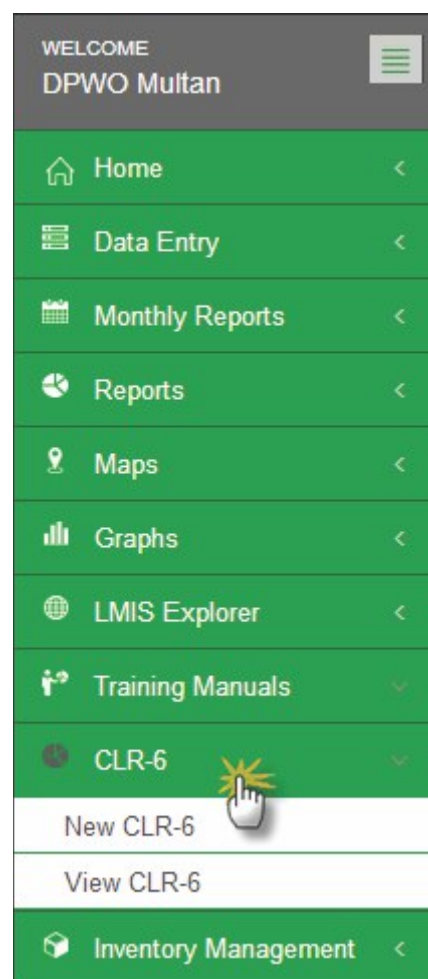 WELCOME
DPWO Multan
Home
Data Entry
Monthly Reports
Reports
Maps
Graphs
LMIS Explorer
Training Manuals
CLR-6
New CLR-6
View CLR-6
Inventory Management